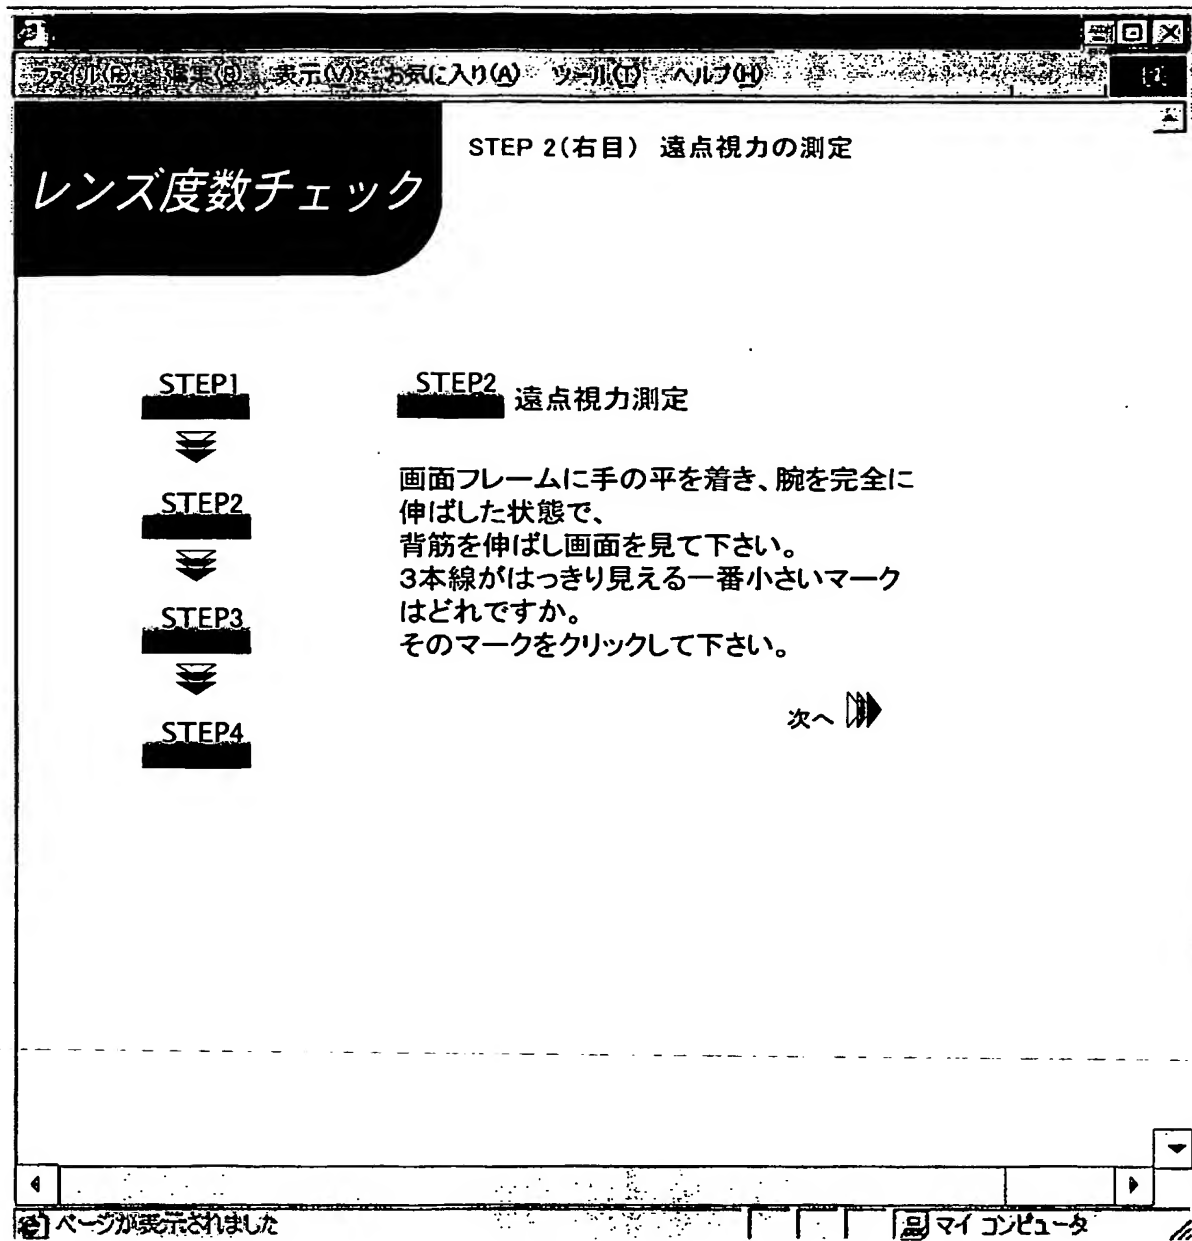 ファイル(F) 編集(E) 表示(V) お気に入り(A) ツール(T) ヘルプ(H)
STEP 2(右目) 遠点視力の測定
レンズ度数チェック
STEP1
STEP2
STEP3
STEP4
STEP2 遠点視力測定
画面フレームに手の平を着き、腕を完全に
伸ばした状態で、
背筋を伸ばし画面を見て下さい。
3本線がはっきり見える一番小さいマーク
はどれですか。
そのマークをクリックして下さい。
次へ
ページが表示されました
マイ コンピュータ